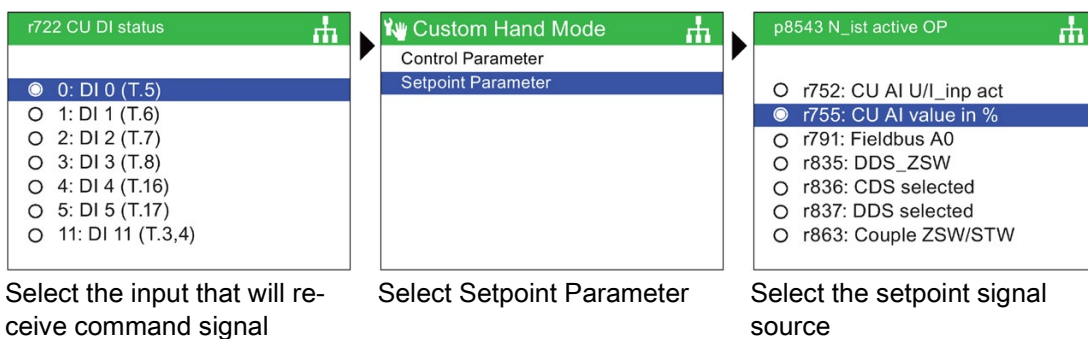 r722 CU DI status
0: DI 0 (T.5)
1: DI 1 (T.6)
2: DI 2 (T.7)
3: DI 3 (T.8)
4: DI 4 (T.16)
5: DI 5 (T.17)
11: DI 11 (T.3,4)
Select the input that will re-
ceive command signal
Custom Hand Mode
Control Parameter
Setpoint Parameter
Select Setpoint Parameter
p8543 N_ist active OP
r752: CU AI U/I_inp act
r755: CU AI value in %
r791: Fieldbus A0
r835: DDS_ZSW
r836: CDS selected
r837: DDS selected
r863: Couple ZSW/STW
Select the setpoint signal
source